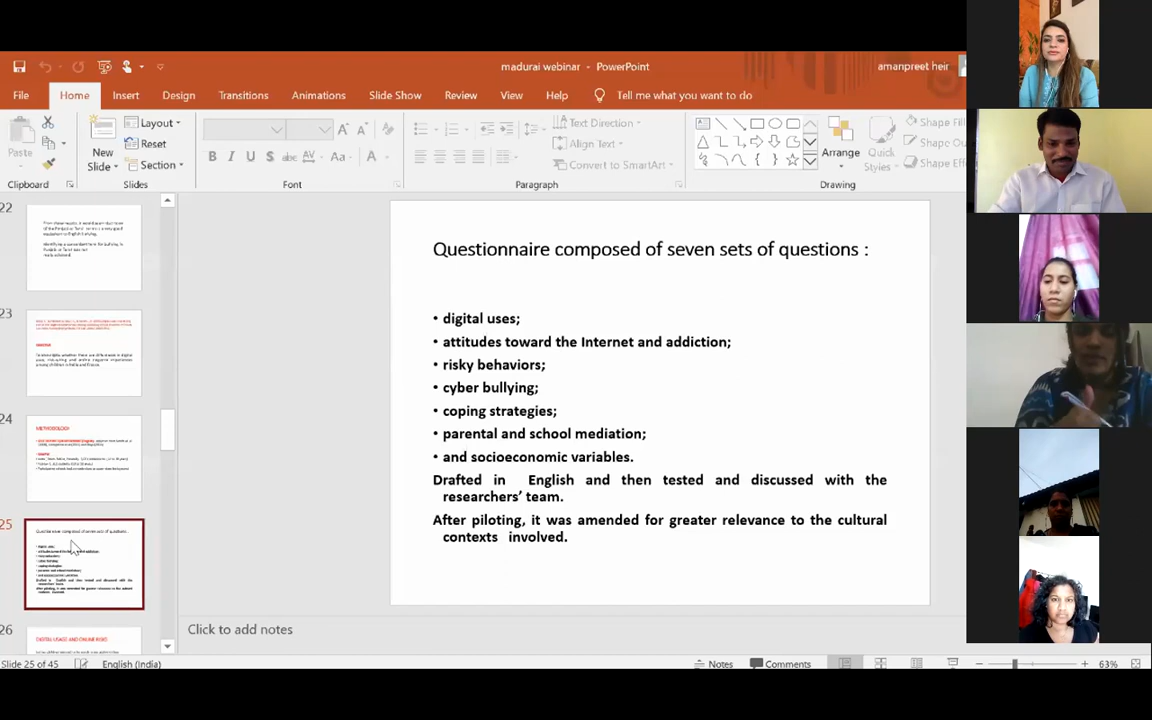 madurai webinar - PowerPoint
amanpreet heir
File Home Insert Design Transitions Animations Slide Show Review View Help Tell me what you want to do
Paste
Clipboard
New Slide
Layout
Reset
Section
Slides
B I U S abc AV Aa A
Font
Text Direction
Align Text
Convert to SmartArt
Paragraph
Arrange
Quick Styles
Shape
Shape
Shape
Drawing
22
23
24
METHODOLOGY
25
26
DIGITAL USAGE AND ONLINE RISKS
Questionnaire composed of seven sets of questions :
• digital uses;
• attitudes toward the Internet and addiction;
• risky behaviors;
• cyber bullying;
• coping strategies;
• parental and school mediation;
• and socioeconomic variables.
Drafted in English and then tested and discussed with the
researchers’ team.
After piloting, it was amended for greater relevance to the cultural
contexts involved.
Click to add notes
Slide 25 of 45 English (India) Notes Comments 63%